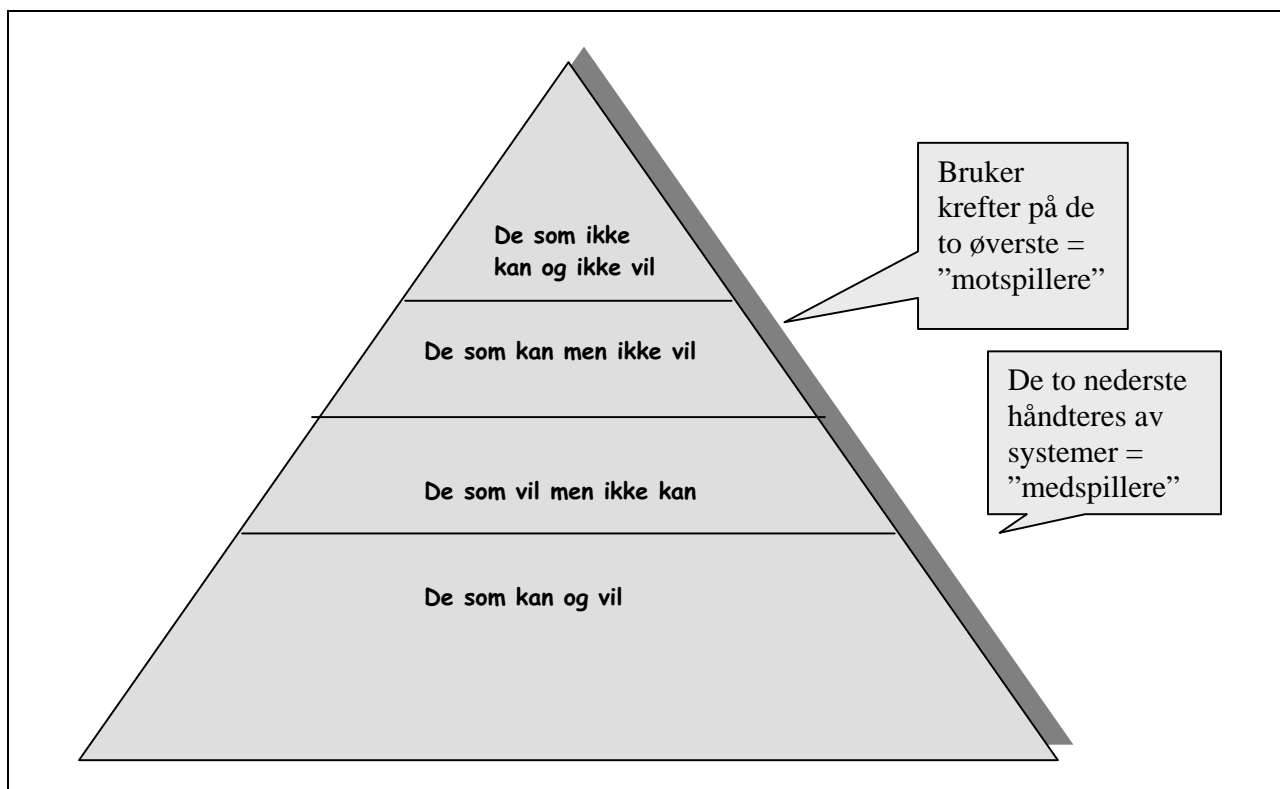 De som ikke
kan og ikke vil
De som kan men ikke vil
De som vil men ikke kan
De som kan og vil
Bruker
krefter på de
to øverste =
”motspillere”
De to nederste
håndteres av
systemer =
”medspillere”